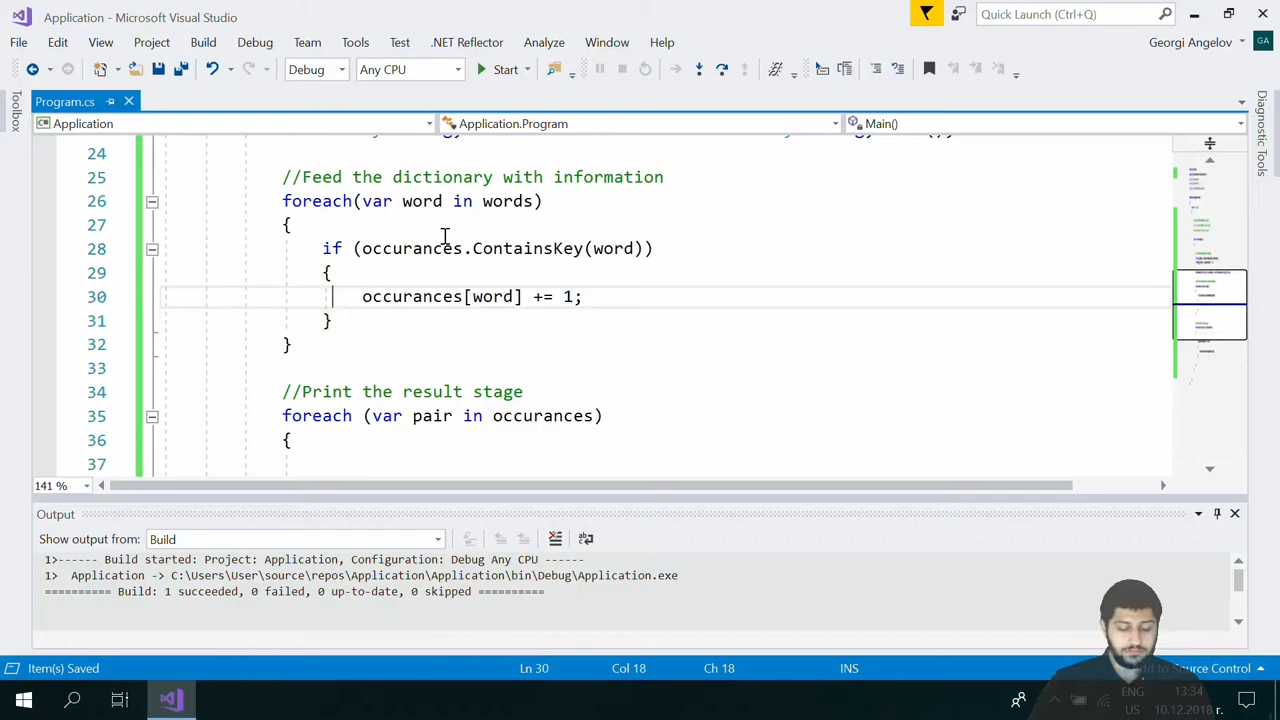 Application - Microsoft Visual Studio
Quick Launch (Ctrl+Q)
File Edit View Project Build Debug Team Tools Test .NET Reflector Analyze Window Help
Georgi Angelov GA
Debug Any CPU Start
Toolbox
Program.cs
Diagnostic Tools
Application Application.Program Main()
24
25 //Feed the dictionary with information
26 foreach(var word in words)
27 {
28 if (occurances.ContainsKey(word))
29 {
30 occurances[word] += 1;
31 }
32 }
33
34 //Print the result stage
35 foreach (var pair in occurances)
36 {
37
141 %
Output
Show output from: Build
1>------ Build started: Project: Application, Configuration: Debug Any CPU ------
1> Application -> C:\Users\User\source\repos\Application\Application\bin\Debug\Application.exe
========== Build: 1 succeeded, 0 failed, 0 up-to-date, 0 skipped ==========
Item(s) Saved Ln 30 Col 18 Ch 18 INS to Source Control
ENG 13:34
US 10.12.2018 г.